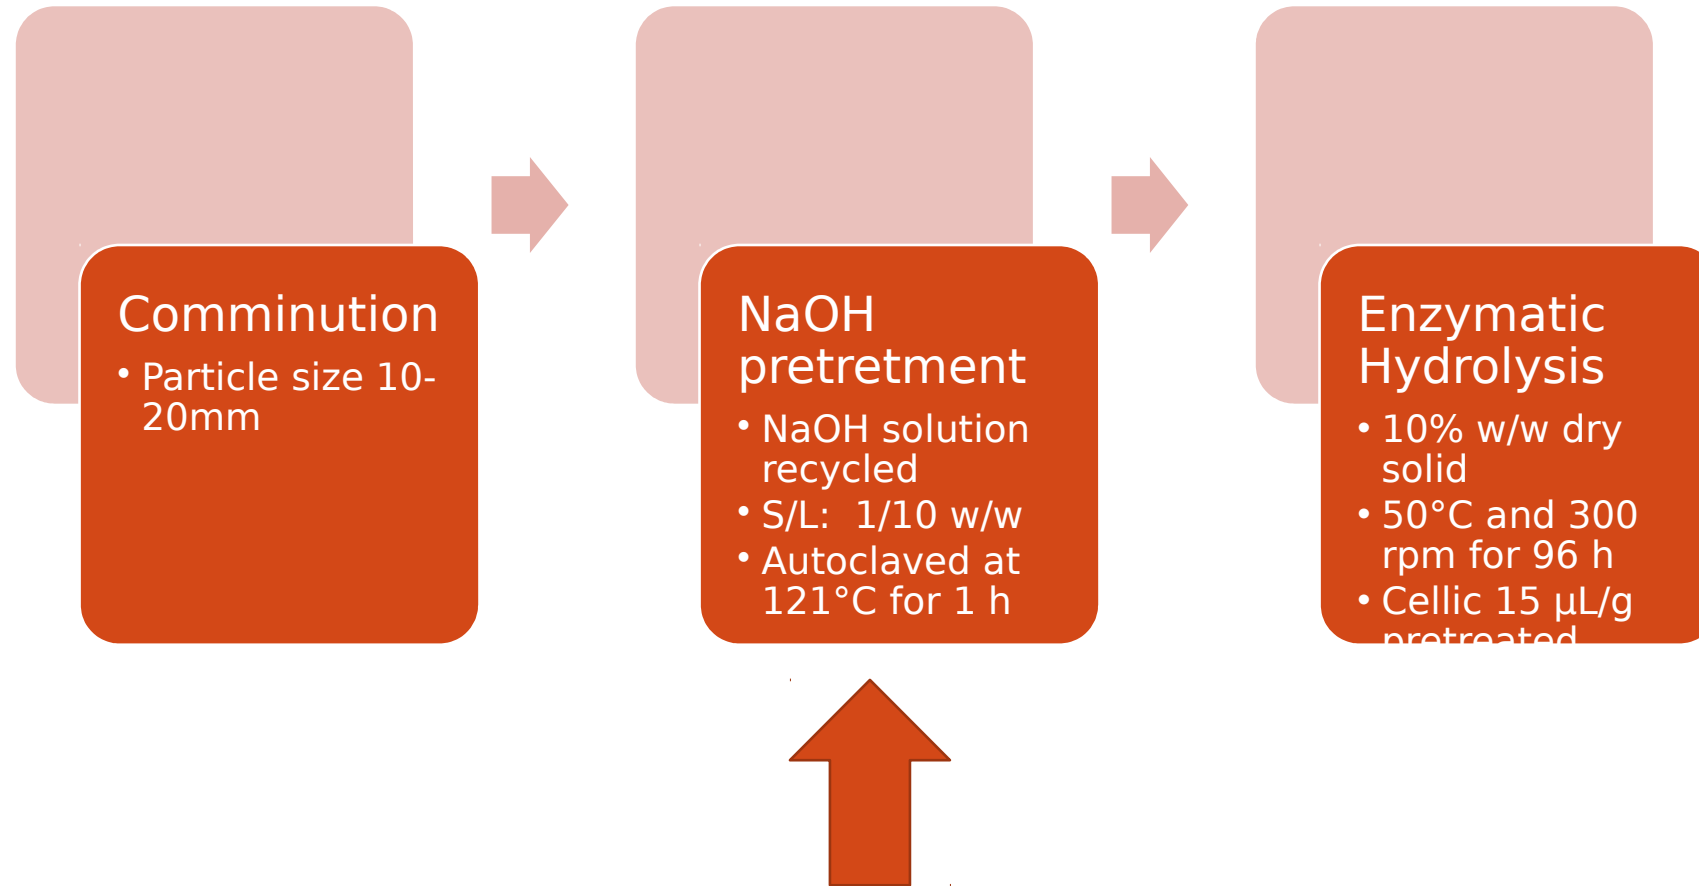 Comminution
• Particle size 10-
20mm
NaOH
pretretment
• NaOH solution
recycled
• S/L:  1/10 w/w
• Autoclaved at
121°C for 1 h
Enzymatic
Hydrolysis
• 10% w/w dry
solid
• 50°C and 300
rpm for 96 h
• Cellic 15 µL/g
pretreated